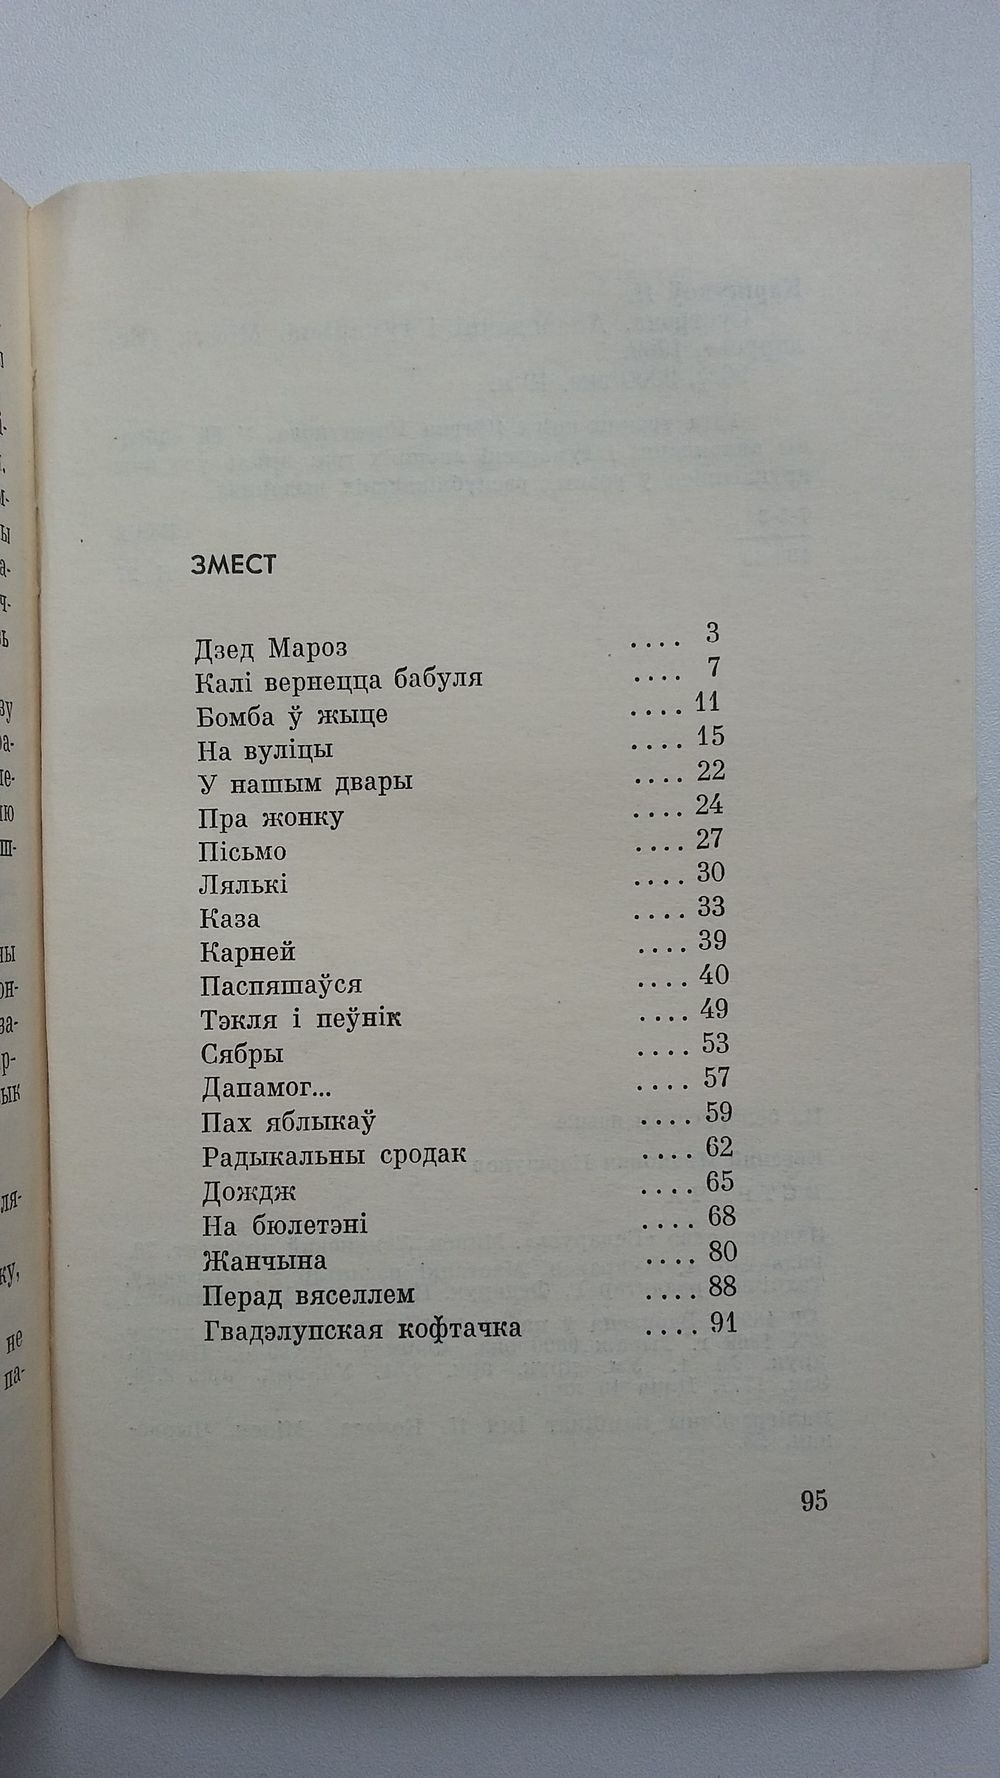 ЗМЕСТ
Дзед Мароз .... 3
Калі вернецца бабуля .... 7
Бомба ў жыце .... 11
На вуліцы .... 15
У нашым двары .... 22
Пра жонку .... 24
Пісьмо .... 27
Лялькі .... 30
Каза .... 33
Карней .... 39
Паспяшаўся .... 40
Тэкля і пеўнік .... 49
Сябры .... 53
Дапамог... .... 57
Пах яблыкаў .... 59
Радыкальны сродак .... 62
Дождж .... 65
На бюлетэні .... 68
Жанчына .... 80
Перад вяселлем .... 88
Гвадэлупская кофтачка .... 91
95